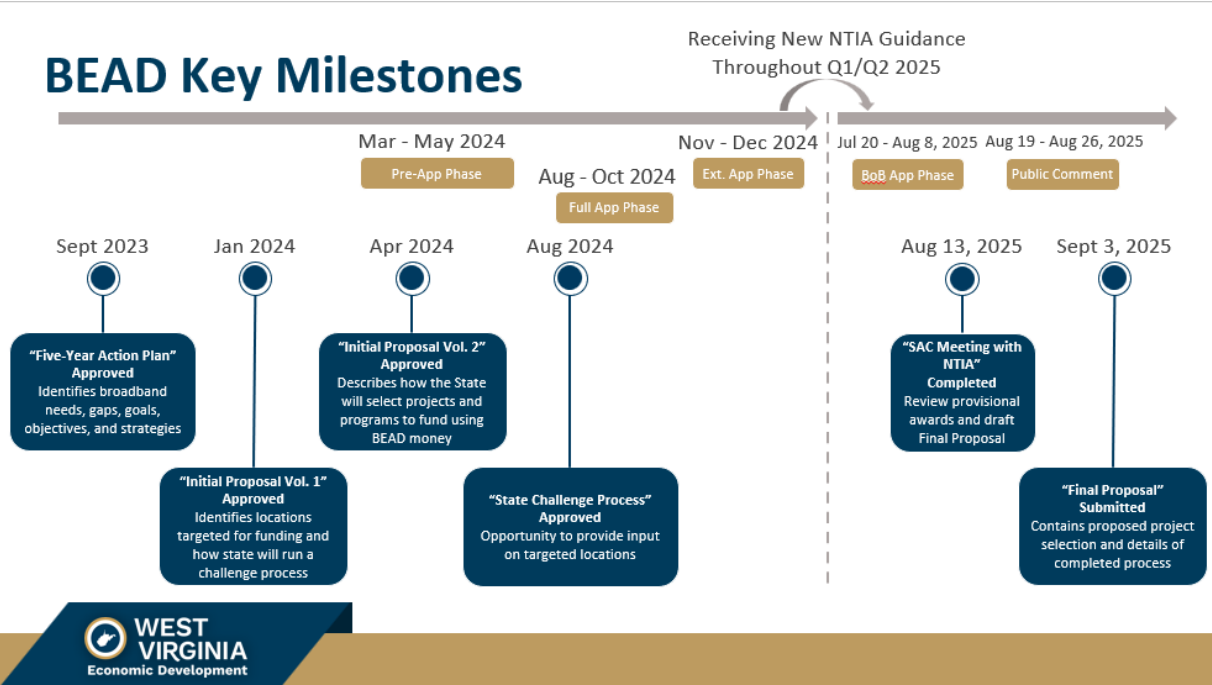 BEAD Key Milestones
Receiving New NTIA Guidance
Throughout Q1/Q2 2025
Mar - May 2024
Pre-App Phase
Aug - Oct 2024
Full App Phase
Nov - Dec 2024
Ext. App Phase
Jul 20 - Aug 8, 2025
BoB App Phase
Aug 19 - Aug 26, 2025
Public Comment
Sept 2023
“Five-Year Action Plan”
Approved
Identifies broadband
needs, gaps, goals,
objectives, and strategies
Jan 2024
“Initial Proposal Vol. 1”
Approved
Identifies locations
targeted for funding and
how state will run a
challenge process
Apr 2024
“Initial Proposal Vol. 2”
Approved
Describes how the State
will select projects and
programs to fund using
BEAD money
Aug 2024
“State Challenge Process”
Approved
Opportunity to provide input
on targeted locations
Aug 13, 2025
“SAC Meeting with
NTIA”
Completed
Review provisional
awards and draft
Final Proposal
Sept 3, 2025
“Final Proposal”
Submitted
Contains proposed project
selection and details of
completed process
WEST
VIRGINIA
Economic Development